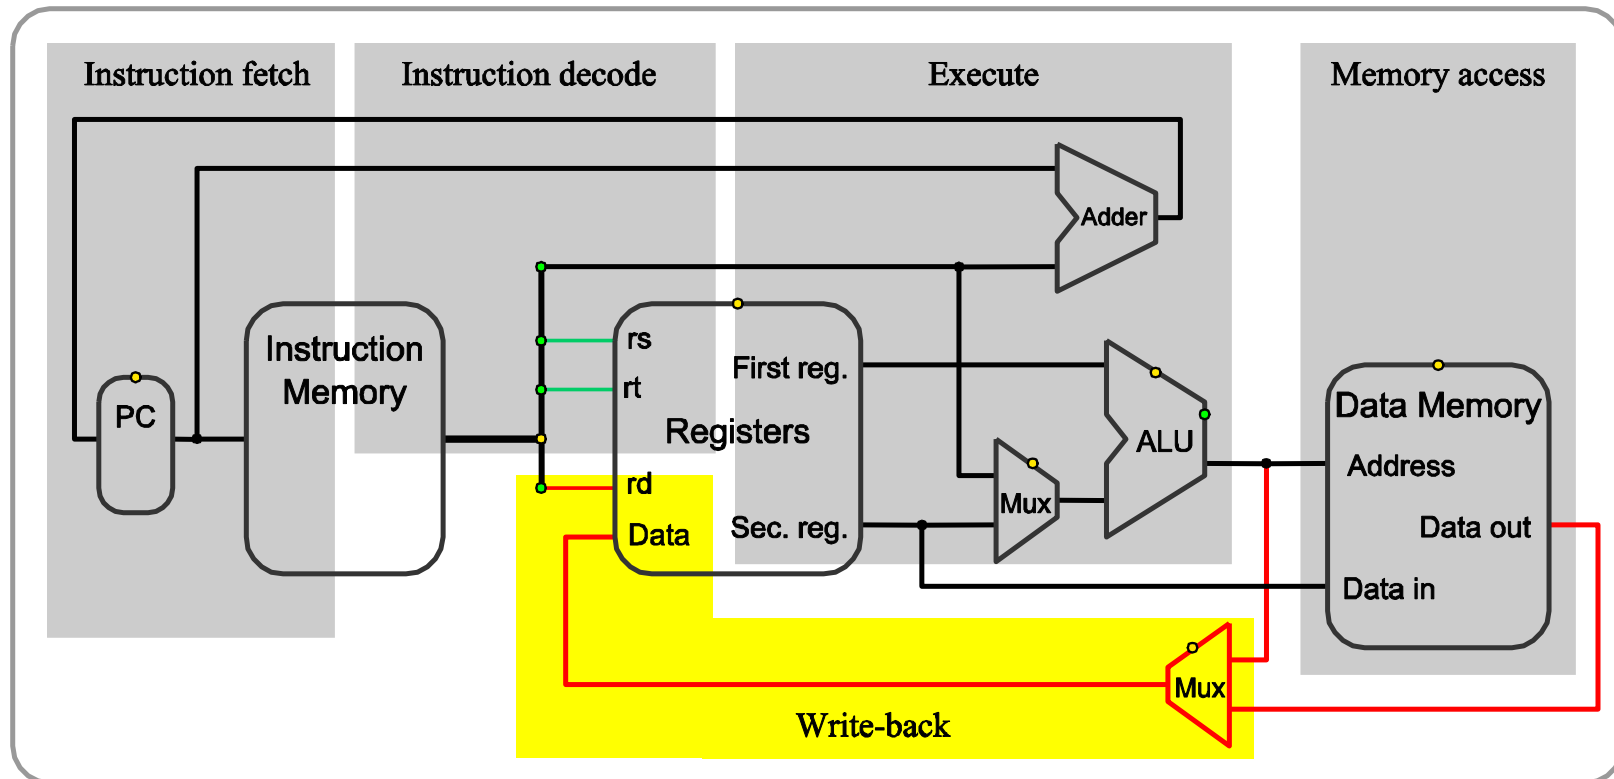 Instruction fetch
Instruction decode
Execute
Memory access
Adder
Instruction
Memory
PC
rs
rt
Registers
rd
Data
First reg.
Sec. reg.
Mux
ALU
Data Memory
Address
Data out
Data in
Mux
Write-back